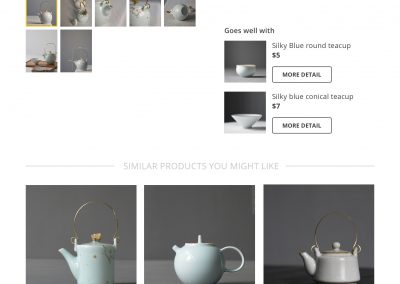 Goes well with
Silky Blue round teacup
$5
MORE DETAIL
Silky blue conical teacup
$7
MORE DETAIL
SIMILAR PRODUCTS YOU MIGHT LIKE